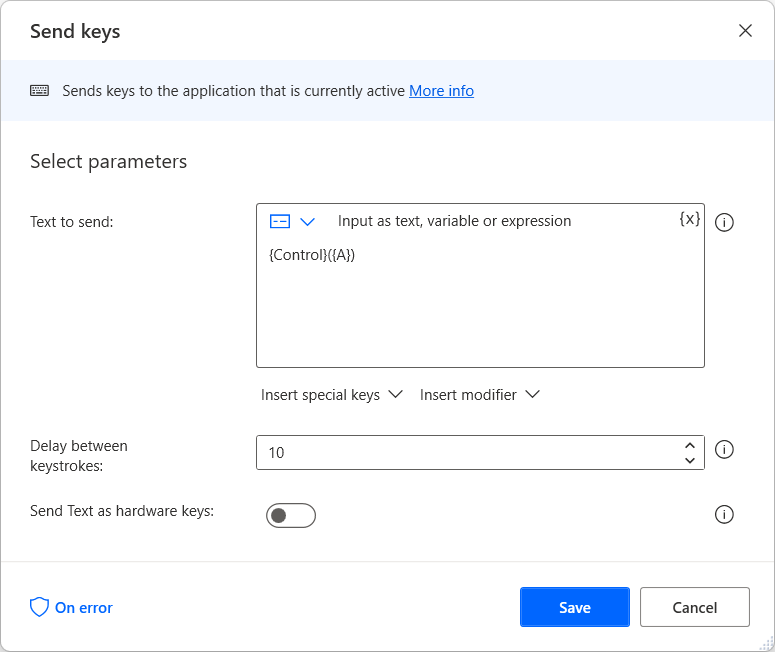 Send keys
Sends keys to the application that is currently active More info
Select parameters
Text to send:
Input as text, variable or expression
{x}
{Control}({A})
Insert special keys
Insert modifier
Delay between
keystrokes:
10
Send Text as hardware keys:
On error
Save
Cancel